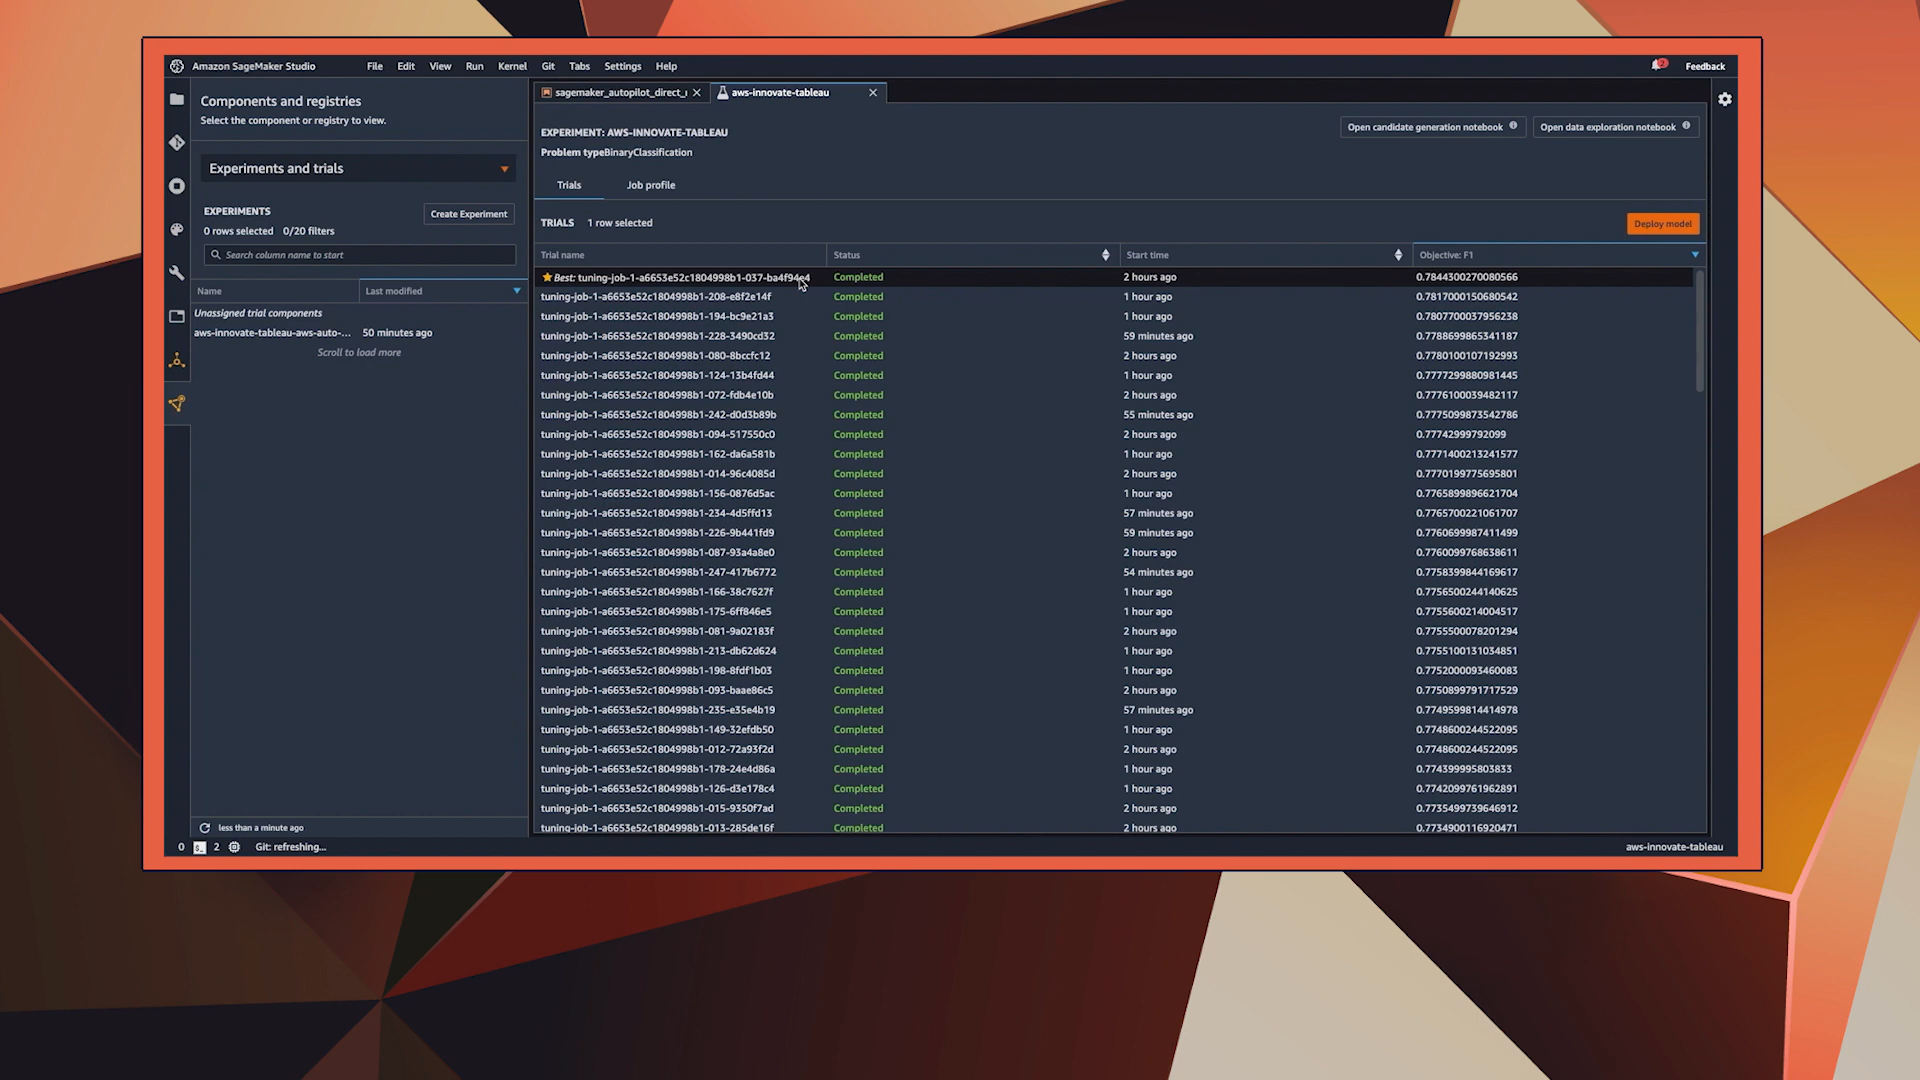 Amazon SageMaker Studio File Edit View Run Kernel Git Tabs Settings Help 2 Feedback
Components and registries
Select the component or registry to view.
Experiments and trials
EXPERIMENTS
Create Experiment
0 rows selected 0/20 filters
Search column name to start
Name Last modified
Unassigned trial components
aws-innovate-tableau-aws-auto-... 50 minutes ago
Scroll to load more
less than a minute ago
sagemaker_autopilot_direct_ aws-innovate-tableau
EXPERIMENT: AWS-INNOVATE-TABLEAU
Problem typeBinaryClassification
Open candidate generation notebook Open data exploration notebook
Trials Job profile
TRIALS 1 row selected Deploy model
Trial name Status Start time Objective: F1
Best: tuning-job-1-a6653e52c1804998b1-037-ba4f94e4 Completed 2 hours ago 0.7844300270080566
tuning-job-1-a6653e52c1804998b1-208-e8f2e14f Completed 1 hour ago 0.7817000150680542
tuning-job-1-a6653e52c1804998b1-194-bc9e21a3 Completed 1 hour ago 0.7807700037956238
tuning-job-1-a6653e52c1804998b1-228-3490cd32 Completed 59 minutes ago 0.7788699865341187
tuning-job-1-a6653e52c1804998b1-080-8bccfc12 Completed 2 hours ago 0.7780100107192993
tuning-job-1-a6653e52c1804998b1-124-13b4fd44 Completed 1 hour ago 0.7777299880981445
tuning-job-1-a6653e52c1804998b1-072-fdb4e10b Completed 2 hours ago 0.7776100039482117
tuning-job-1-a6653e52c1804998b1-242-d0d3b89b Completed 55 minutes ago 0.7775099873542786
tuning-job-1-a6653e52c1804998b1-094-517550c0 Completed 2 hours ago 0.77742999792099
tuning-job-1-a6653e52c1804998b1-162-da6a581b Completed 1 hour ago 0.7771400213241577
tuning-job-1-a6653e52c1804998b1-014-96c4085d Completed 2 hours ago 0.7770199775695801
tuning-job-1-a6653e52c1804998b1-156-0876d5ac Completed 1 hour ago 0.7765899896621704
tuning-job-1-a6653e52c1804998b1-234-4d5ffd13 Completed 57 minutes ago 0.7765700221061707
tuning-job-1-a6653e52c1804998b1-226-9b441fd9 Completed 59 minutes ago 0.7760699987411499
tuning-job-1-a6653e52c1804998b1-087-93a4a8e0 Completed 2 hours ago 0.7760099768638611
tuning-job-1-a6653e52c1804998b1-247-417b6772 Completed 54 minutes ago 0.7758399844169617
tuning-job-1-a6653e52c1804998b1-166-38c7627f Completed 1 hour ago 0.7756500244140625
tuning-job-1-a6653e52c1804998b1-175-6ff846e5 Completed 1 hour ago 0.7755600214004517
tuning-job-1-a6653e52c1804998b1-081-9a02183f Completed 2 hours ago 0.7755500078201294
tuning-job-1-a6653e52c1804998b1-213-db62d624 Completed 1 hour ago 0.7755100131034851
tuning-job-1-a6653e52c1804998b1-198-8fdf1b03 Completed 1 hour ago 0.7752000093460083
tuning-job-1-a6653e52c1804998b1-093-baae86c5 Completed 2 hours ago 0.7750899791717529
tuning-job-1-a6653e52c1804998b1-235-e35e4b19 Completed 57 minutes ago 0.7749599814414978
tuning-job-1-a6653e52c1804998b1-149-32efdb50 Completed 1 hour ago 0.7748600244522095
tuning-job-1-a6653e52c1804998b1-012-72a93f2d Completed 2 hours ago 0.7748600244522095
tuning-job-1-a6653e52c1804998b1-178-24e4d86a Completed 1 hour ago 0.774399995803833
tuning-job-1-a6653e52c1804998b1-126-d3e178c4 Completed 1 hour ago 0.7742099761962891
tuning-job-1-a6653e52c1804998b1-015-9350f7ad Completed 2 hours ago 0.7735499739646912
tuning-job-1-a6653e52c1804998b1-013-285de16f Completed 2 hours ago 0.7734900116920471
0 2 Git: refreshing... aws-innovate-tableau